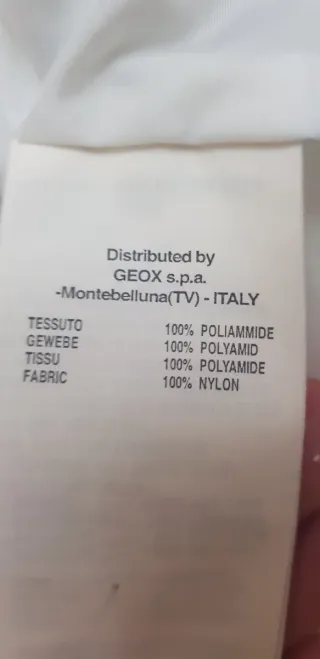 Distributed by
GEOX s.p.a.
-Montebelluna(TV) - ITALY
TESSUTO 100% POLIAMMIDE
GEWEBE 100% POLYAMID
TISSU 100% POLYAMIDE
FABRIC 100% NYLON